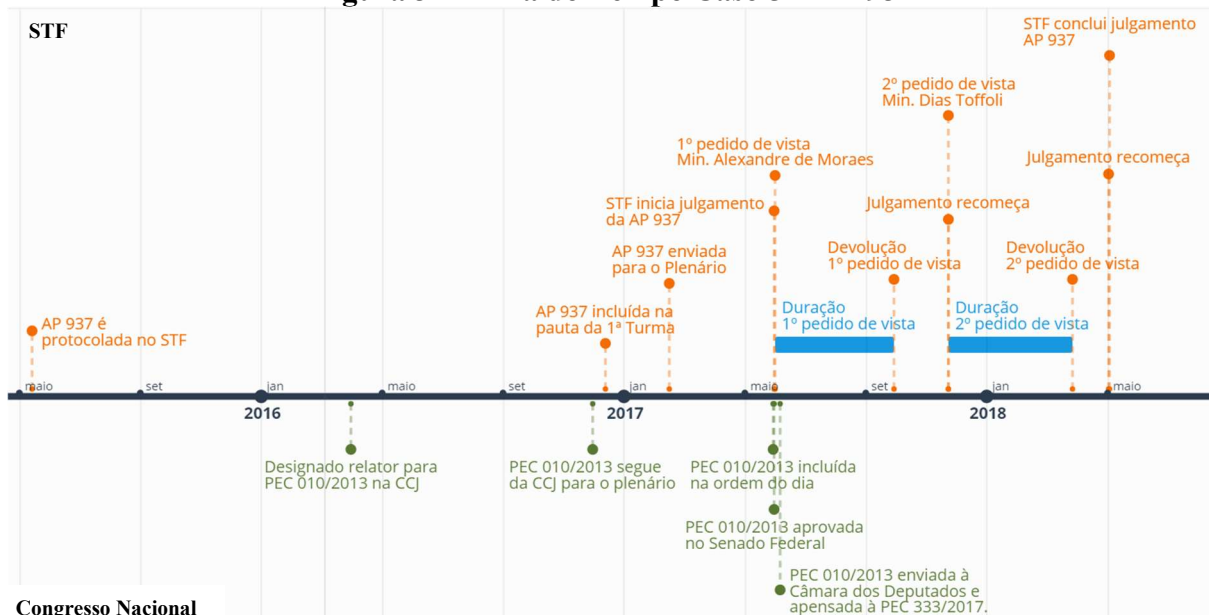 STF
STF conclui julgamento
AP 937
2º pedido de vista
Min. Dias Toffoli
1º pedido de vista
Min. Alexandre de Moraes
Julgamento recomeça
STF inicia julgamento
da AP 937
Julgamento recomeça
AP 937 enviada
para o Plenário
Devolução
1º pedido de vista
Devolução
2º pedido de vista
AP 937 é
protocolada no STF
AP 937 incluída na
pauta da 1ª Turma
Duração
1º pedido de vista
Duração
2º pedido de vista
maio set jan maio set jan maio set jan maio
2016 2017 2018
Designado relator para
PEC 010/2013 na CCJ
PEC 010/2013 segue
da CCJ para o plenário
PEC 010/2013 incluída
na ordem do dia
PEC 010/2013 aprovada
no Senado Federal
PEC 010/2013 enviada à
Câmara dos Deputados e
apensada à PEC 333/2017.
Congresso Nacional